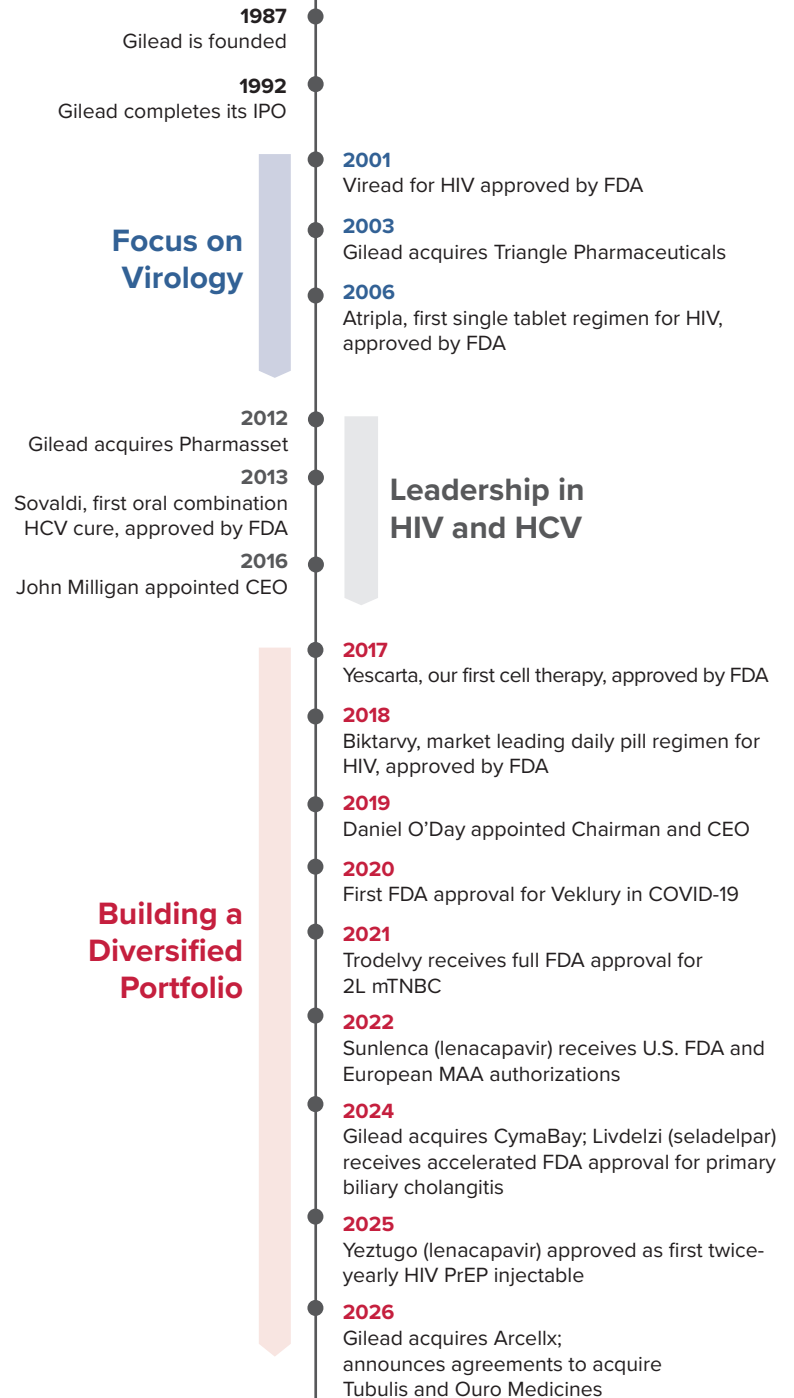 1987
Gilead is founded
1992
Gilead completes its IPO
Focus on
Virology
2001
Viread for HIV approved by FDA
2003
Gilead acquires Triangle Pharmaceuticals
2006
Atripla, first single tablet regimen for HIV,
approved by FDA
2012
Gilead acquires Pharmasset
2013
Sovaldi, first oral combination
HCV cure, approved by FDA
2016
John Milligan appointed CEO
Leadership in
HIV and HCV
Building a
Diversified
Portfolio
2017
Yescarta, our first cell therapy, approved by FDA
2018
Biktarvy, market leading daily pill regimen for
HIV, approved by FDA
2019
Daniel O’Day appointed Chairman and CEO
2020
First FDA approval for Veklury in COVID-19
2021
Trodelvy receives full FDA approval for
2L mTNBC
2022
Sunlenca (lenacapavir) receives U.S. FDA and
European MAA authorizations
2024
Gilead acquires CymaBay; Livdelzi (seladelpar)
receives accelerated FDA approval for primary
biliary cholangitis
2025
Yeztugo (lenacapavir) approved as first twice-
yearly HIV PrEP injectable
2026
Gilead acquires Arcellx;
announces agreements to acquire
Tubulis and Ouro Medicines